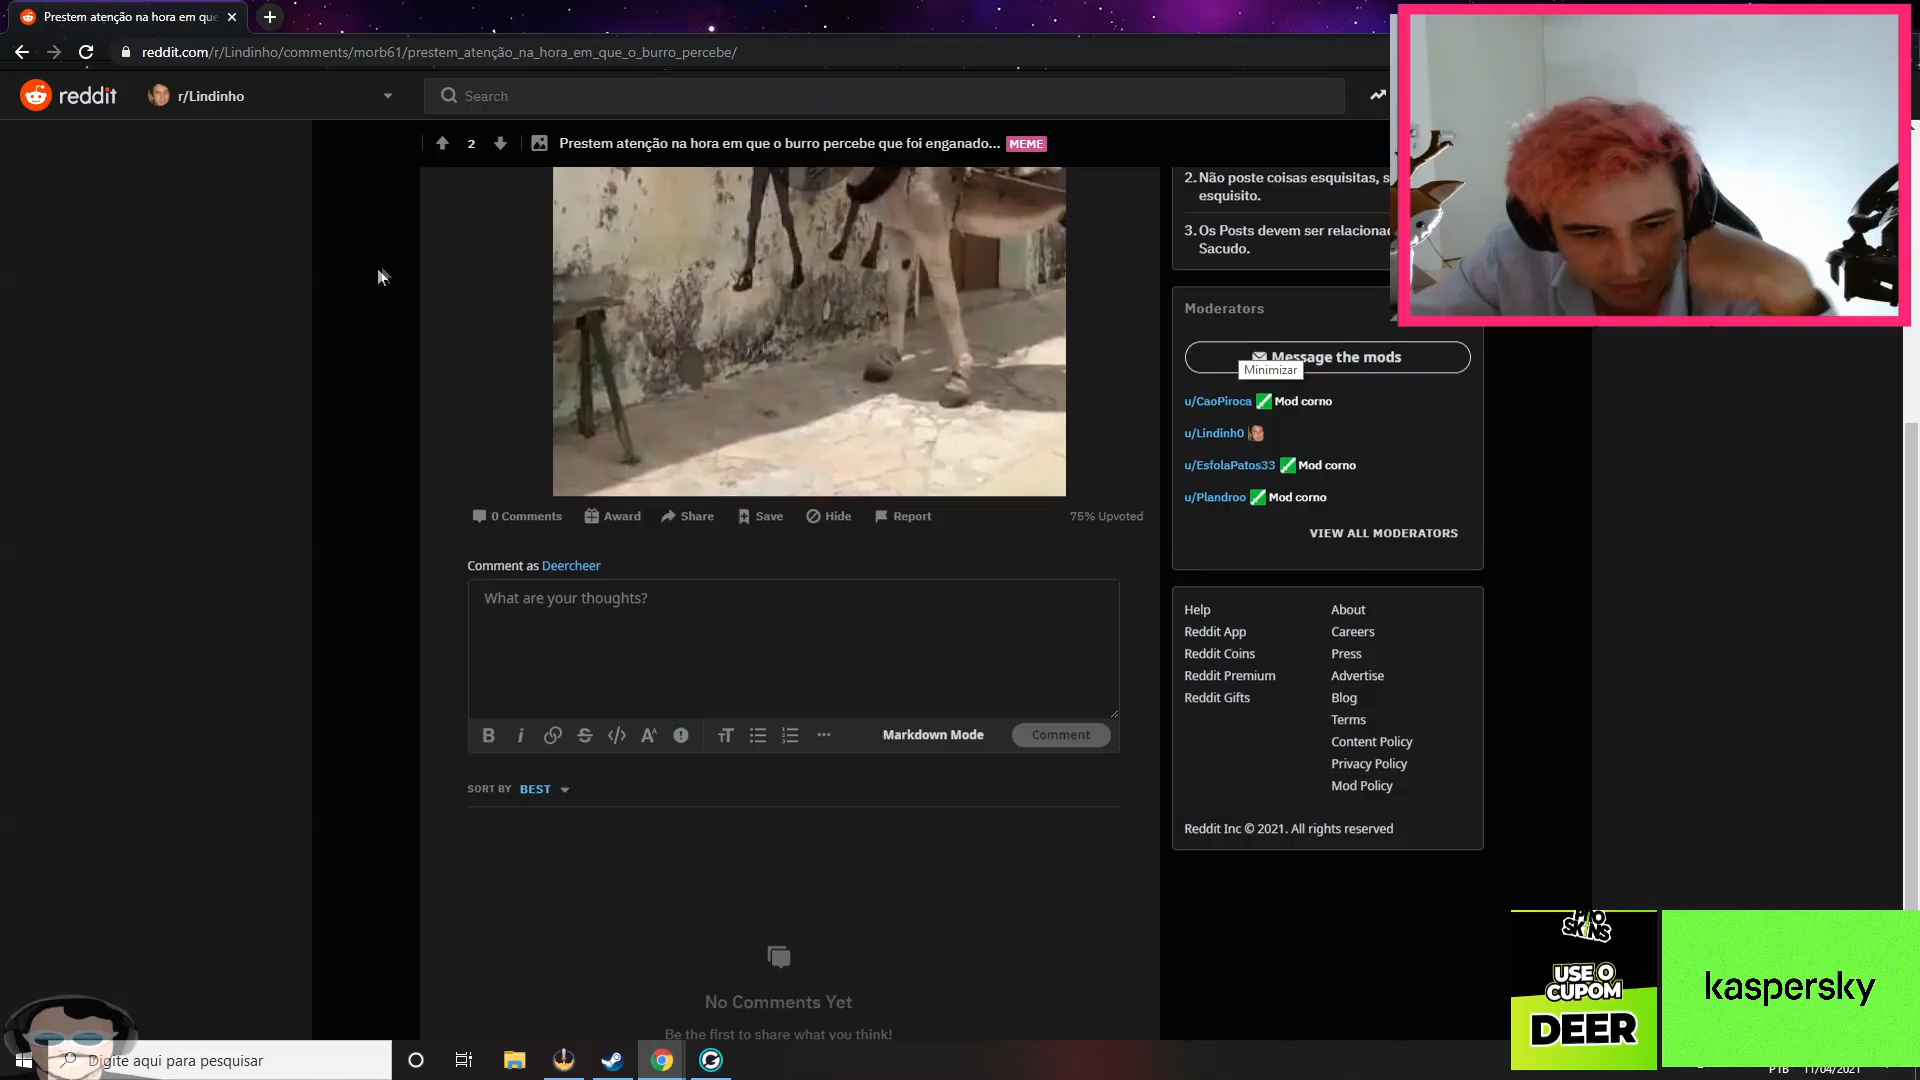 Prestem atenção na hora em que
reddit.com/r/Lindinho/comments/morb61/prestem_atenção_na_hora_em_que_o_burro_percebe/
reddit
r/Lindinho
Search
2
Prestem atenção na hora em que o burro percebe que foi enganado... MEME
2. Não poste coisas esquisitas, s
esquisito.
3. Os Posts devem ser relacionad
Sacudo.
Moderators
Message the mods
Minimizar
u/CaoPiroca Mod corno
u/Lindinh0
u/EsfolaPatos33 Mod corno
u/Plandroo Mod corno
VIEW ALL MODERATORS
0 Comments Award Share Save Hide Report 75% Upvoted
Comment as Deercheer
What are your thoughts?
Markdown Mode Comment
SORT BY BEST
No Comments Yet
Be the first to share what you think!
Help About
Reddit App Careers
Reddit Coins Press
Reddit Premium Advertise
Reddit Gifts Blog
Terms
Content Policy
Privacy Policy
Mod Policy
Reddit Inc © 2021. All rights reserved
SKINS
USE O
CUPOM
DEER
kaspersky
Digite aqui para pesquisar
PTB 11/04/2021